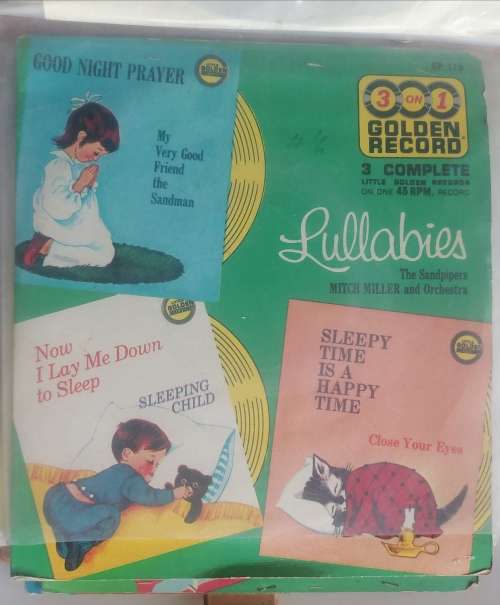 GOOD NIGHT PRAYER
My
Very Good
Friend
the
Sandman
3 ON 1
GOLDEN
RECORD
3 COMPLETE
LITTLE GOLDEN RECORDS
ON ONE 45 RPM. RECORD
Lullabies
The Sandpipers
MITCH MILLER and Orchestra
Now
I Lay Me Down
to Sleep
SLEEPING
CHILD
SLEEPY
TIME
IS A
HAPPY
TIME
Close Your Eyes